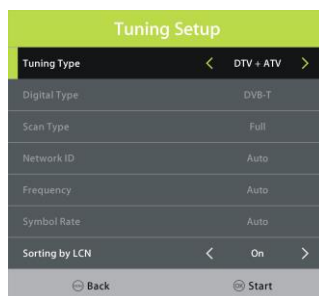 Tuning Setup
Tuning Type < DTV + ATV >
Digital Type DVB-T
Scan Type Full
Network ID Auto
Frequency Auto
Symbol Rate Auto
Sorting by LCN < On >
Back OK Start